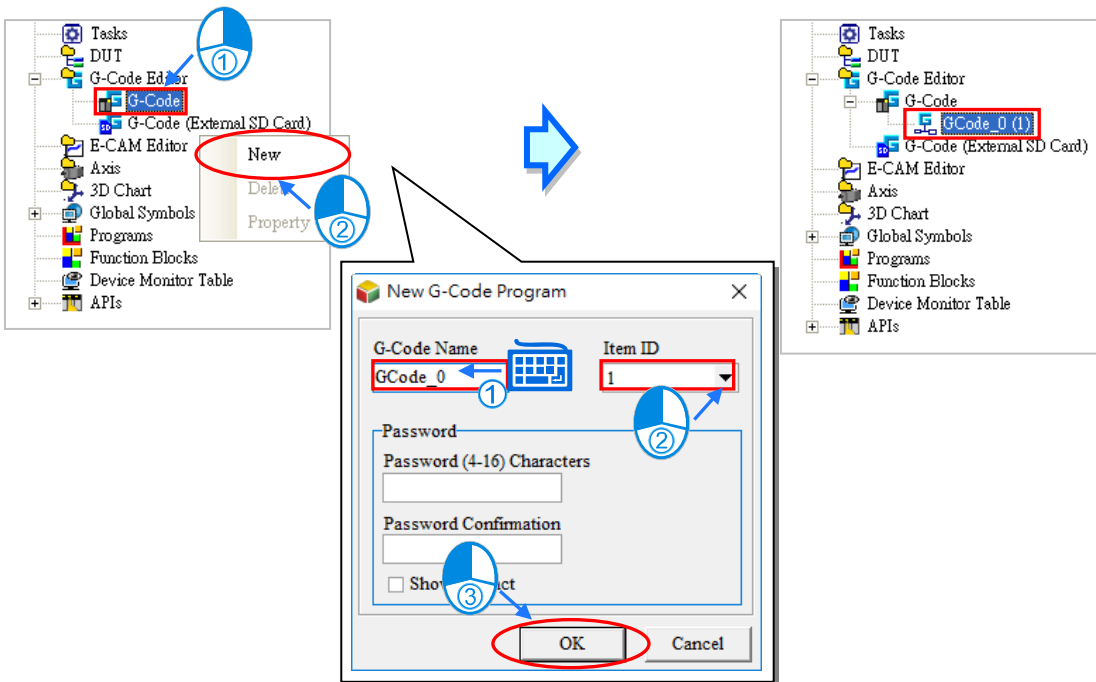 Tasks
DUT
①
G-Code Editor
G-Code
G-Code (External SD Card)
E-CAM Editor
New
Axis
3D Chart
Global Symbols
②
Property
Programs
Function Blocks
Device Monitor Table
APIs
New G-Code Program
G-Code Name
Item ID
GCode_0
①
1
②
Password
Password (4-16) Characters
Password Confirmation
③
OK
Cancel
Tasks
DUT
G-Code Editor
G-Code
GCode_0 (1)
G-Code (External SD Card)
E-CAM Editor
Axis
3D Chart
Global Symbols
Programs
Function Blocks
Device Monitor Table
APIs